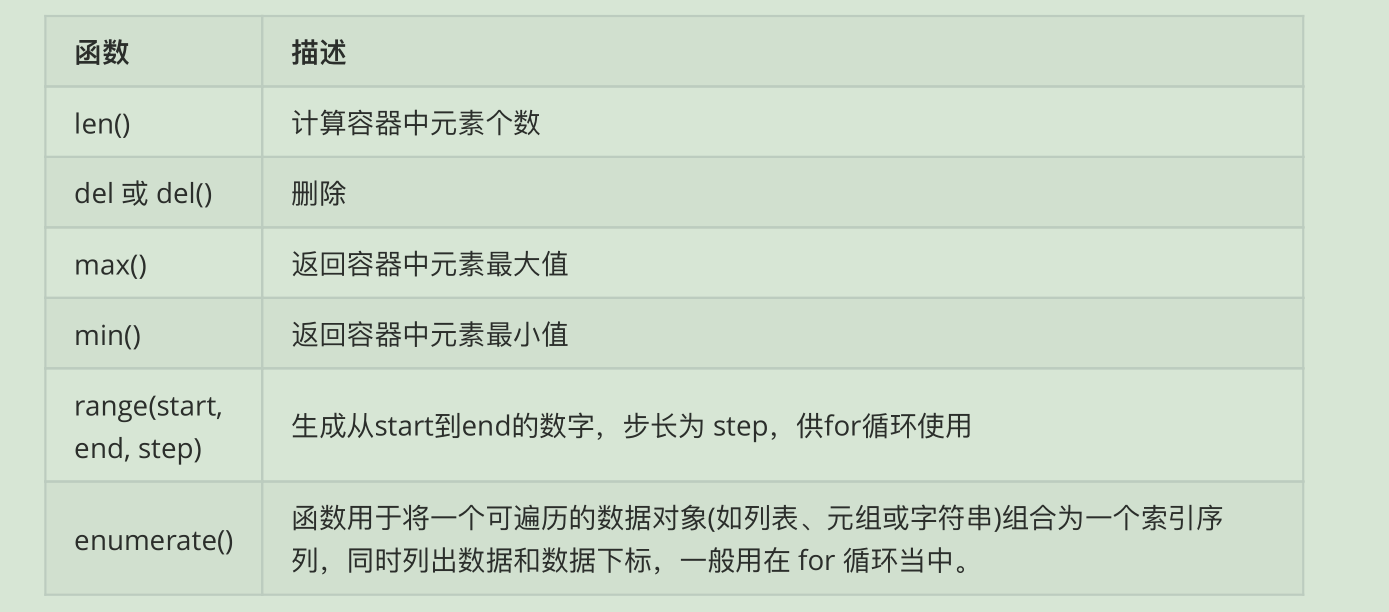 函数 描述
len() 计算容器中元素个数
del 或 del() 删除
max() 返回容器中元素最大值
min() 返回容器中元素最小值
range(start,
end, step)
生成从start到end的数字，步长为 step，供for循环使用
enumerate()
函数用于将一个可遍历的数据对象(如列表、元组或字符串)组合为一个索引序
列，同时列出数据和数据下标，一般用在 for 循环当中。